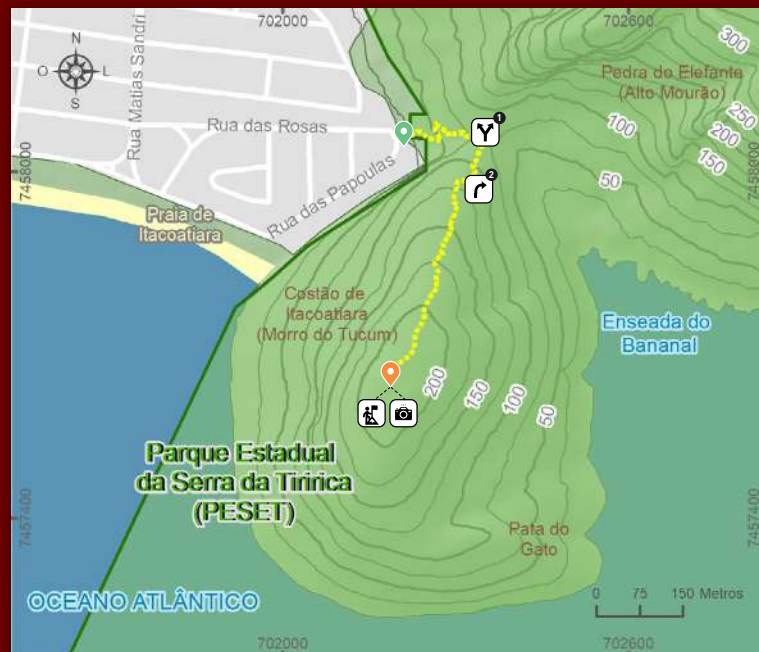 702000
702600
N
O
L
S
Rua Matias Sandri
Rua das Rosas
Rua das Papoulas
7458000
7458000
300
250
200
150
100
50
Pedra do Elefante
(Alto Mourão)
1
2
Praia de
Itacoatiara
Costão de
Itacoatiara
(Morro do Tucum)
Enseada do
Bananal
200
150
100
50
Parque Estadual
da Serra da Tiririca
(PESET)
7457400
7457400
Pata do
Gato
OCEANO ATLÂNTICO
0 75 150 Metros
702000
702600